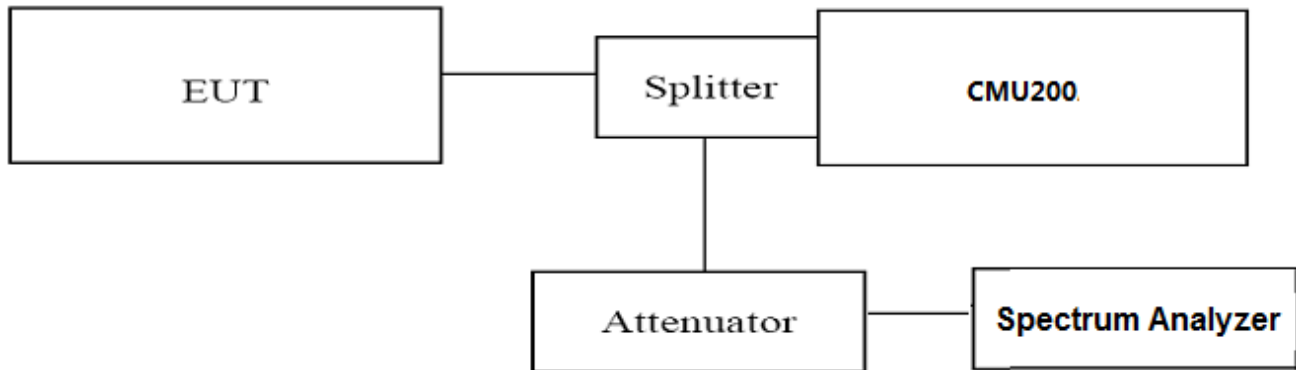 EUT
Splitter
CMU200.
Attenuator
Spectrum Analyzer